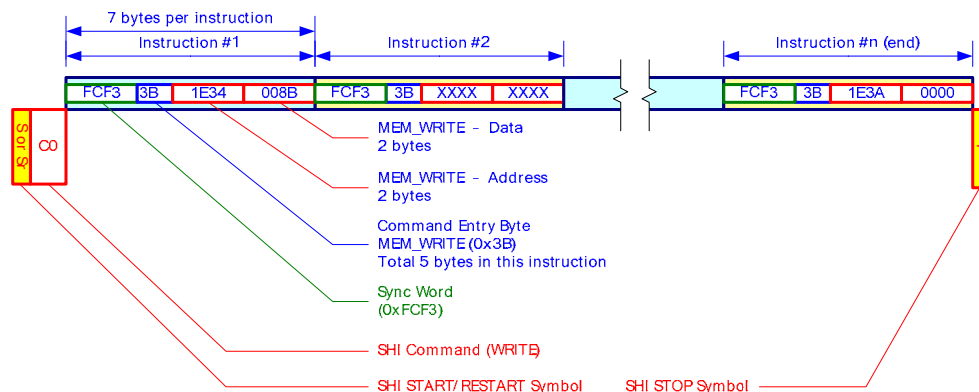 7 bytes per instruction
Instruction #1 Instruction #2 Instruction #n (end)
FCF3 3B 1E34 008B FCF3 3B XXXX XXXX FCF3 3B 1E3A 0000
S or Sr
MEM_WRITE - Data
2 bytes
MEM_WRITE - Address
2 bytes
Command Entry Byte
MEM_WRITE (0x3B)
Total 5 bytes in this instruction
Sync Word
(0xFCF3)
SHI Command (WRITE)
SHI START/RESTART Symbol SHI STOP Symbol